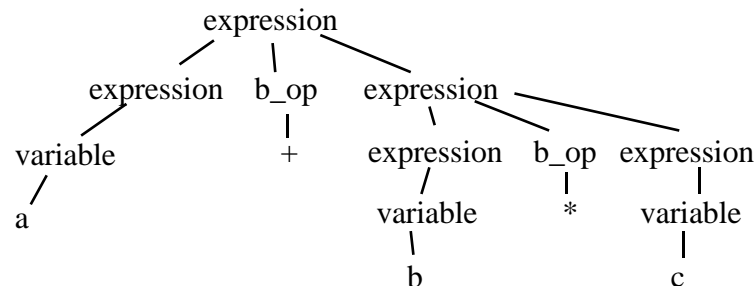 expression
expression b_op expression
variable + expression b_op expression
a variable * variable
b c